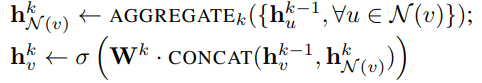 h^k_{N(v)} ← AGGREGATE_k({h^{k-1}_u, ∀u ∈ N(v)});
h^k_v ← σ(W^k · CONCAT(h^{k-1}_v, h^k_{N(v)}))